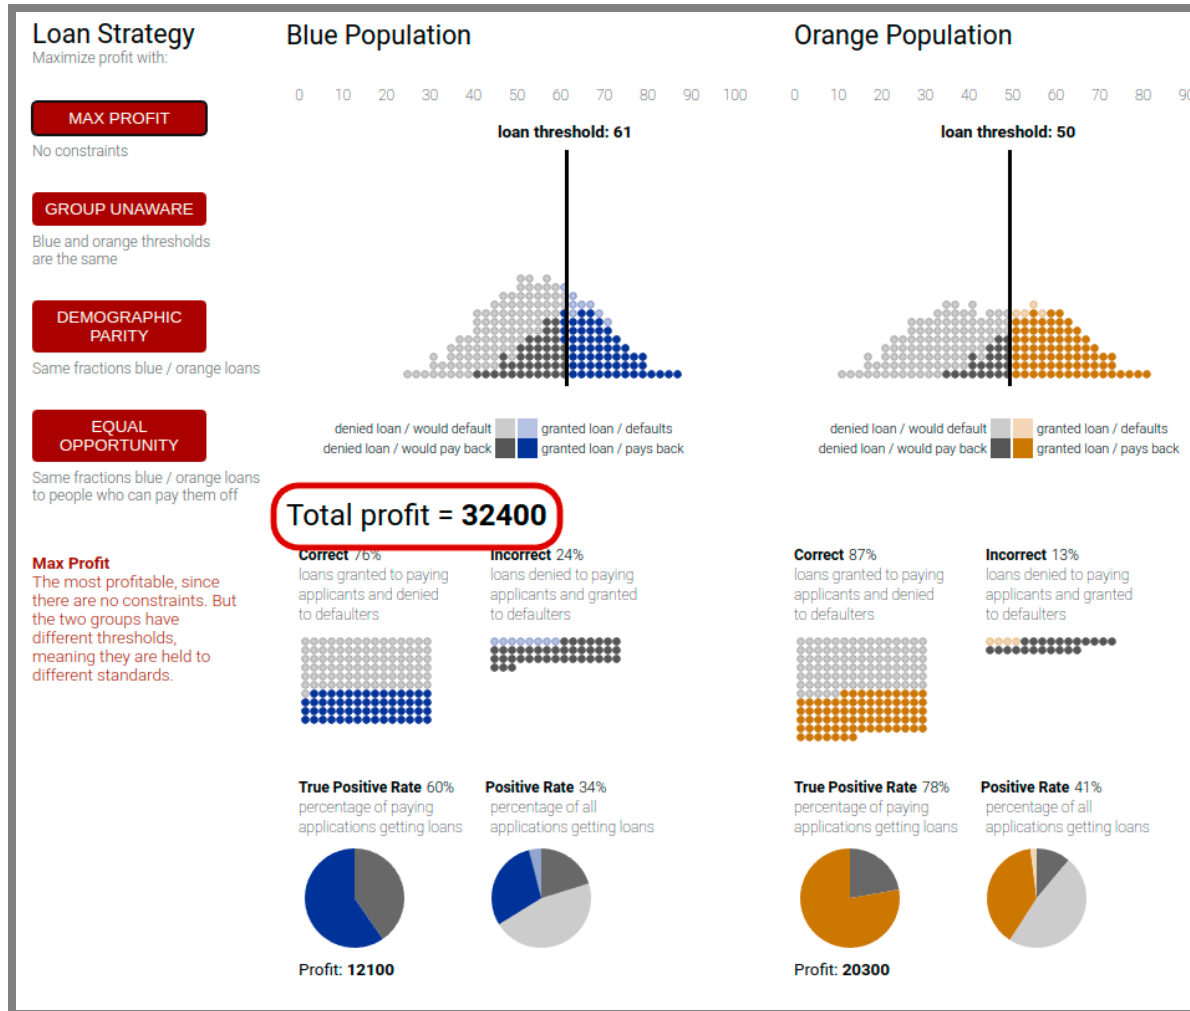 Loan Strategy
Maximize profit with:
MAX PROFIT
No constraints
GROUP UNAWARE
Blue and orange thresholds
are the same
DEMOGRAPHIC
PARITY
Same fractions blue / orange loans
EQUAL
OPPORTUNITY
Same fractions blue / orange loans
to people who can pay them off
Max Profit
The most profitable, since
there are no constraints. But
the two groups have
different thresholds,
meaning they are held to
different standards.
Blue Population
0 10 20 30 40 50 60 70 80 90 100
loan threshold: 61
denied loan / would default
granted loan / defaults
denied loan / would pay back
granted loan / pays back
Total profit = 32400
Correct 76%
loans granted to paying
applicants and denied
to defaulters
Incorrect 24%
loans denied to paying
applicants and granted
to defaulters
True Positive Rate 60%
percentage of paying
applications getting loans
Positive Rate 34%
percentage of all
applications getting loans
Profit: 12100
Orange Population
0 10 20 30 40 50 60 70 80 90
loan threshold: 50
denied loan / would default
granted loan / defaults
denied loan / would pay back
granted loan / pays back
Correct 87%
loans granted to paying
applicants and denied
to defaulters
Incorrect 13%
loans denied to paying
applicants and granted
to defaulters
True Positive Rate 78%
percentage of paying
applications getting loans
Positive Rate 41%
percentage of all
applications getting loans
Profit: 20300